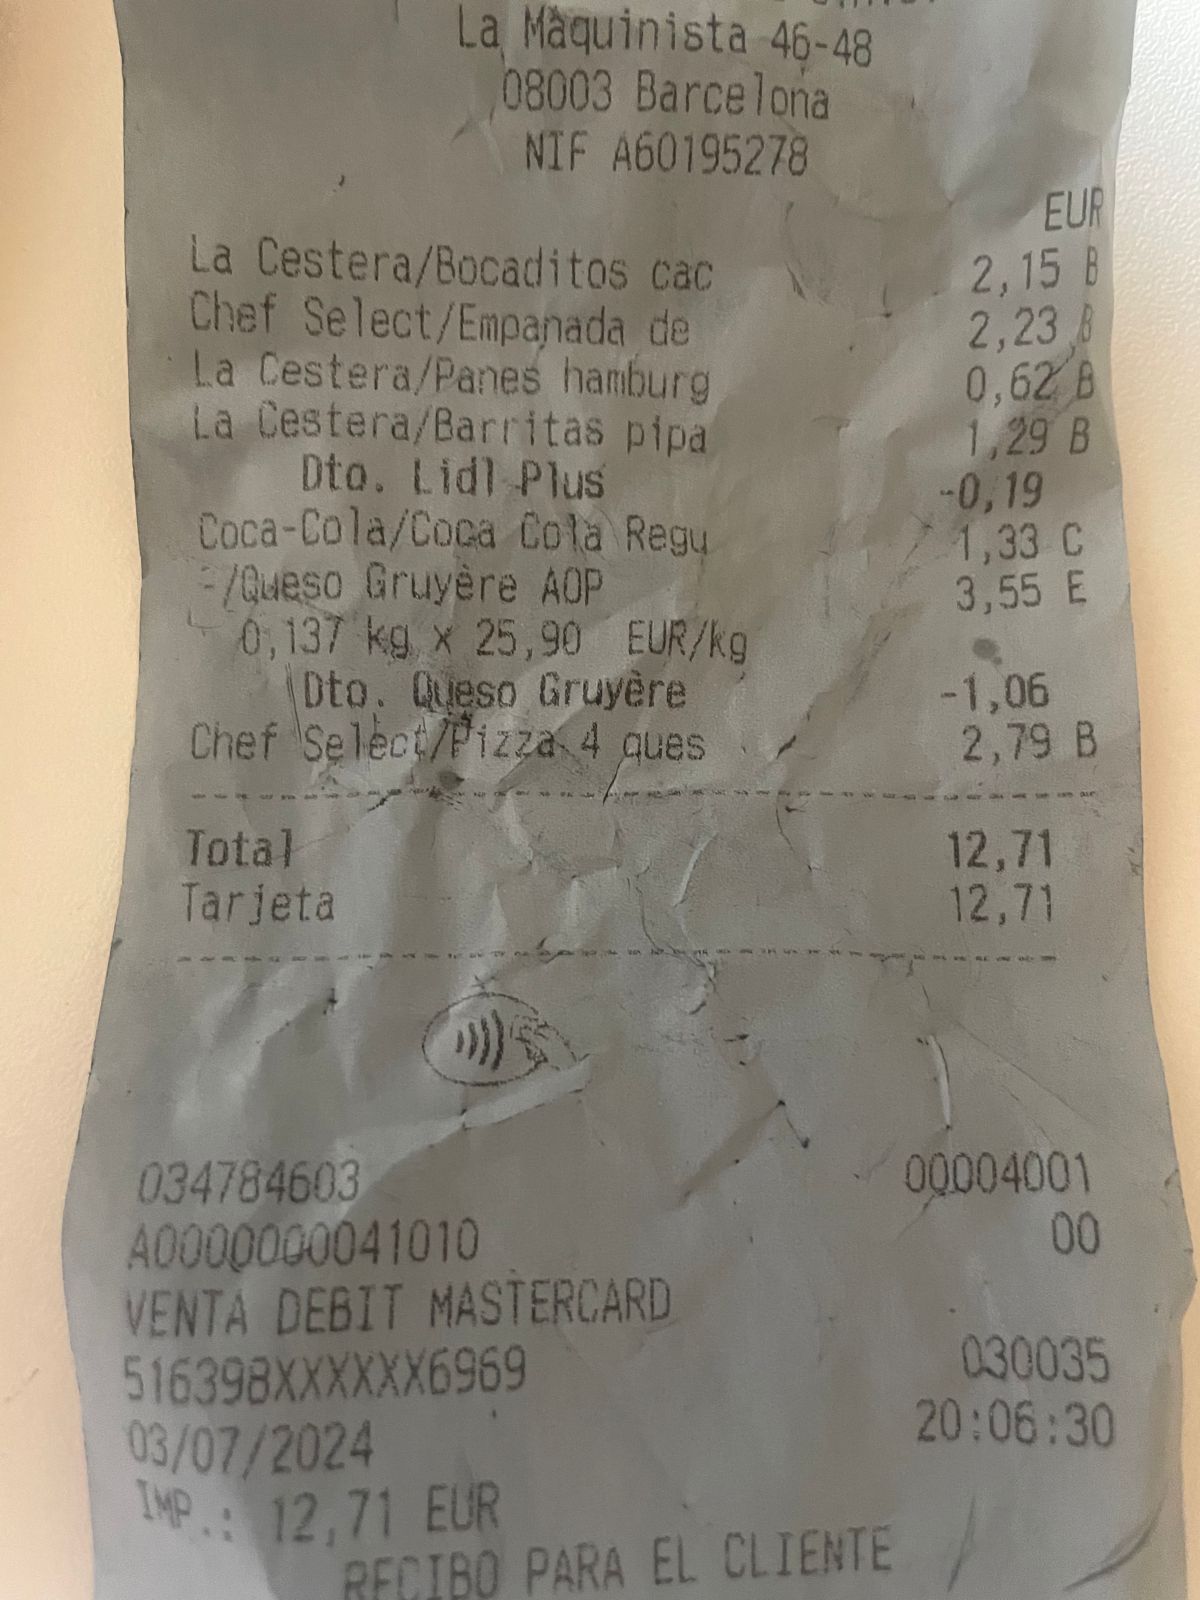 La Maquinista 46-48
08003 Barcelona
NIF A60195278
EUR
La Cestera/Bocaditos cac 2,15 B
Chef Select/Empanada de 2,23 B
La Cestera/Panes hamburg 0,62 B
La Cestera/Barritas pipa 1,29 B
Dto. Lidl Plus -0,19
Coca-Cola/Coca Cola Regu 1,33 C
-/Queso Gruyère AOP 3,55 E
0,137 kg x 25,90 EUR/kg
Dto. Queso Gruyère -1,06
Chef Select/Pizza 4 ques 2,79 B
Total 12,71
Tarjeta 12,71
034784603 00004001
A0000000041010 00
VENTA DEBIT MASTERCARD
516398XXXXXX6969 030035
03/07/2024 20:06:30
IMP.: 12,71 EUR
RECIBO PARA EL CLIENTE